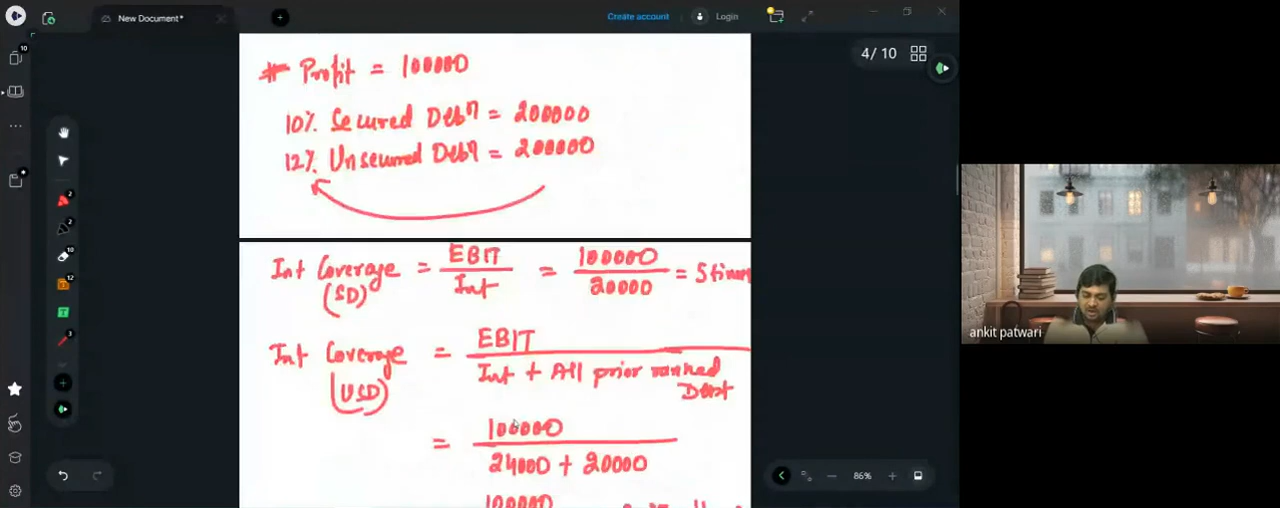 New Document*
Create account
Login
4/10
# Profit = 100000
10% Secured Debn = 200000
12% Unsecured Debn = 200000
Int Coverage (SD) = EBIT / Int = 100000 / 20000 = 5 times
Int Coverage (USD) = EBIT / Int + All prior ranked Debt
= 100000 / 24000 + 20000
100000
86%
ankit patwari